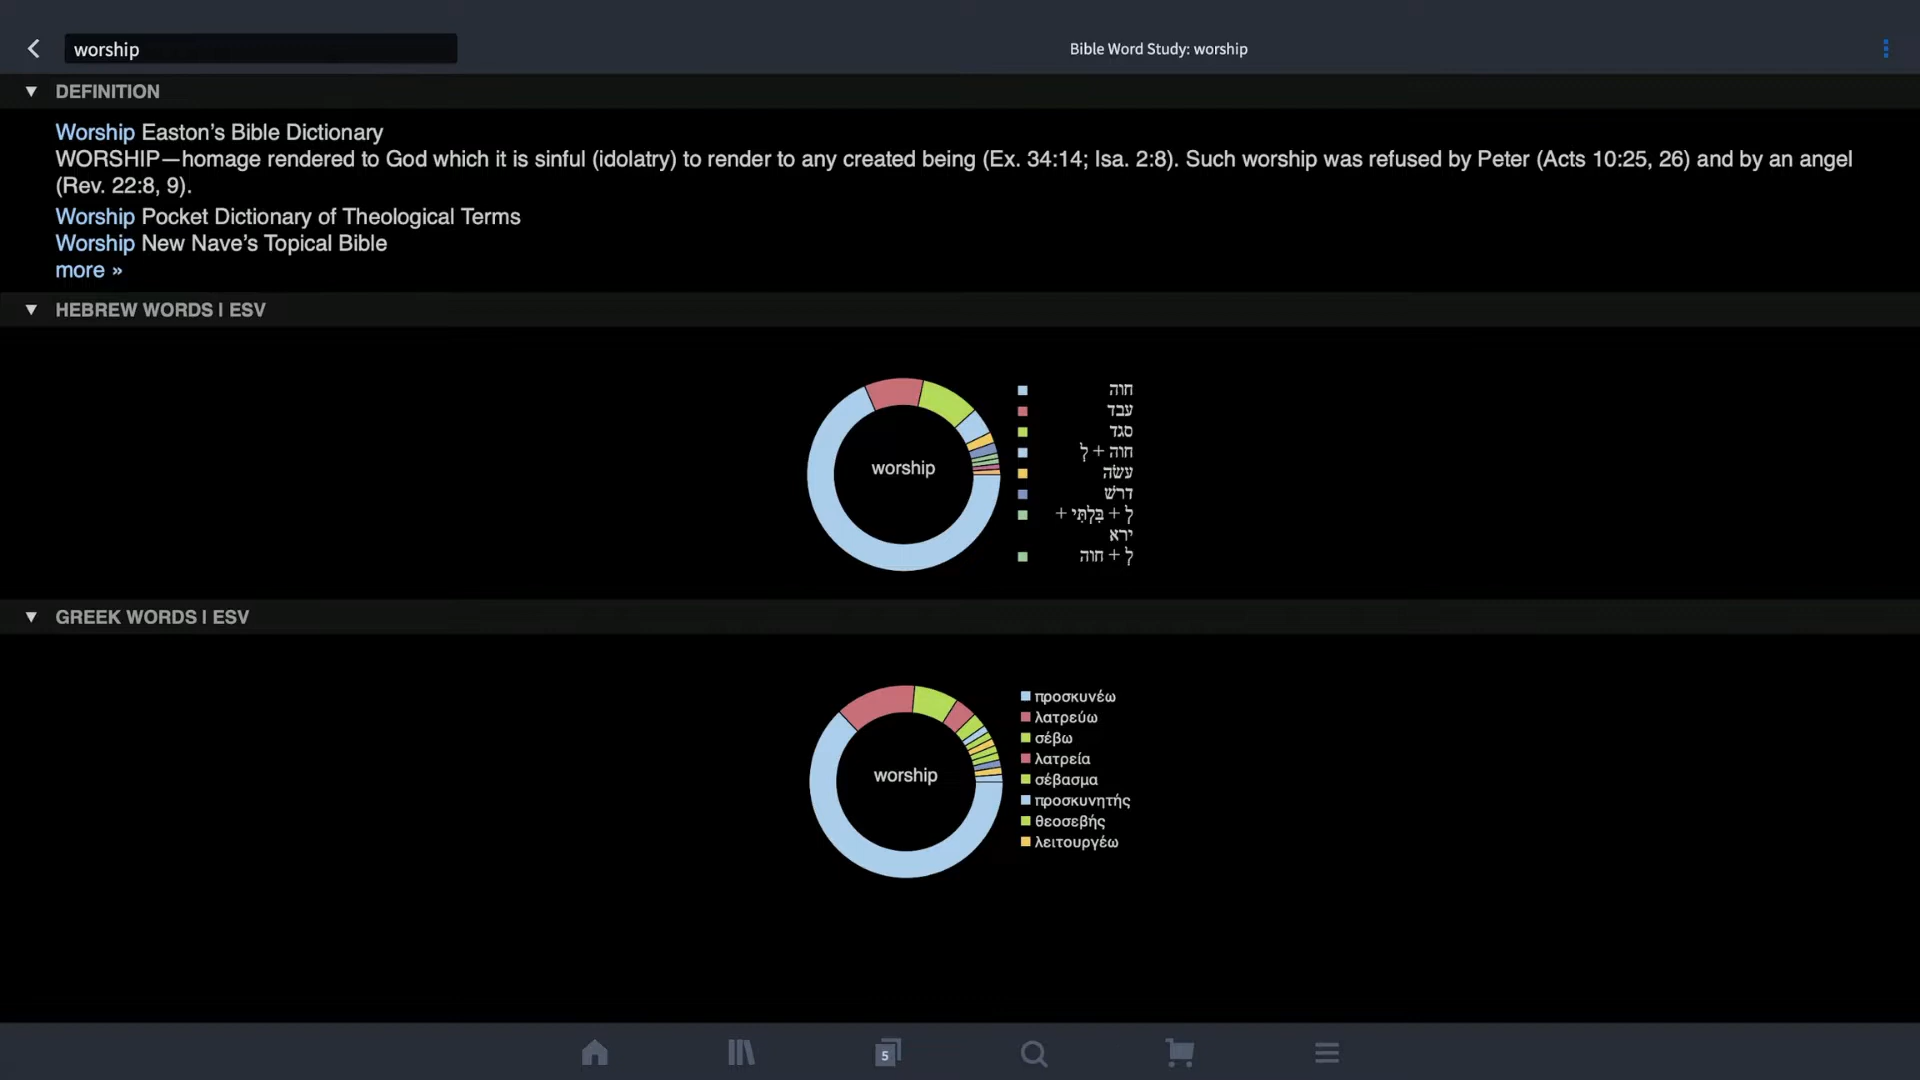 worship
Bible Word Study: worship
DEFINITION
Worship Easton’s Bible Dictionary
WORSHIP—homage rendered to God which it is sinful (idolatry) to render to any created being (Ex. 34:14; Isa. 2:8). Such worship was refused by Peter (Acts 10:25, 26) and by an angel
(Rev. 22:8, 9).
Worship Pocket Dictionary of Theological Terms
Worship New Nave’s Topical Bible
more »
HEBREW WORDS | ESV
worship
חוה
עבד
סגד
חוה + לְ
עשׂה
דרשׁ
לְ + בִּלְתִּי +
ירא
לְ + חוה
GREEK WORDS | ESV
worship
προσκυνέω
λατρεύω
σέβω
λατρεία
σέβασμα
προσκυνητής
θεοσεβής
λειτουργέω
5